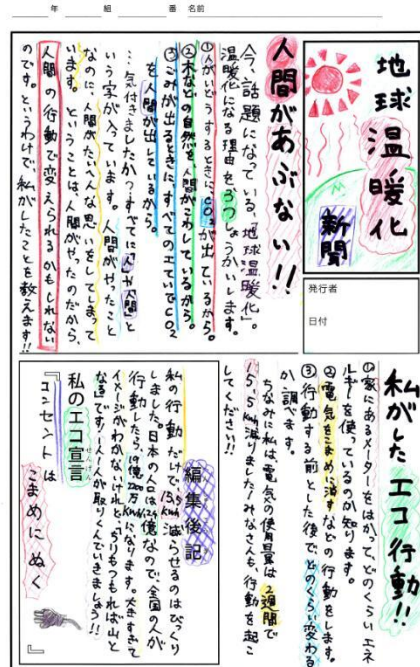 年 組 番 名前
地球
温暖化
新聞
発行者
日付
人間があぶない!!
今、話題になっている、「地球温暖化」。
温暖化になる理由を3つしょうかいします。
①人がいどうするときに、CO₂が出ているから。
②木などの自然を、人間がこわしているから。
③ごみが出るときに、すべてのこうていでCO₂
を人間が出しているから。
…気付きましたか?すべてに「人」や「人間」と
いう字が入っています。人間がやったこと
なのに、人間がたいへんな思いをしてしまって
います。ということは、人間がやったのだから、
人間の行動で変えられるかもしれない
のです。というわけで、私がしたことを教えます!!
私がしたエコ行動!!
①家にあるメーターをはかって、どのくらいエネ
ルギーを使っているのか知ります。
②電気をこまめに消すなどの行動をします。
③行動する前とした後で、どのくらい変わる
か調べます。
ちなみに私は、電気の使用量は2週間で
15.5kwh減りました!みなさんも、行動を起こ
してください!!
編集後記
私の行動だけで、15.5kwh減らせるのはびっくり
しました。日本の人は
億なので、全国の人が
行動したら、
kwhになります。大きすぎて
イメージがわかないけれど、ちりもつもれば山と
なるです!一人一人が取りくんでいきましょう!!
私のエコ宣言
せんげん
『コンセントは
こまめにぬく
』